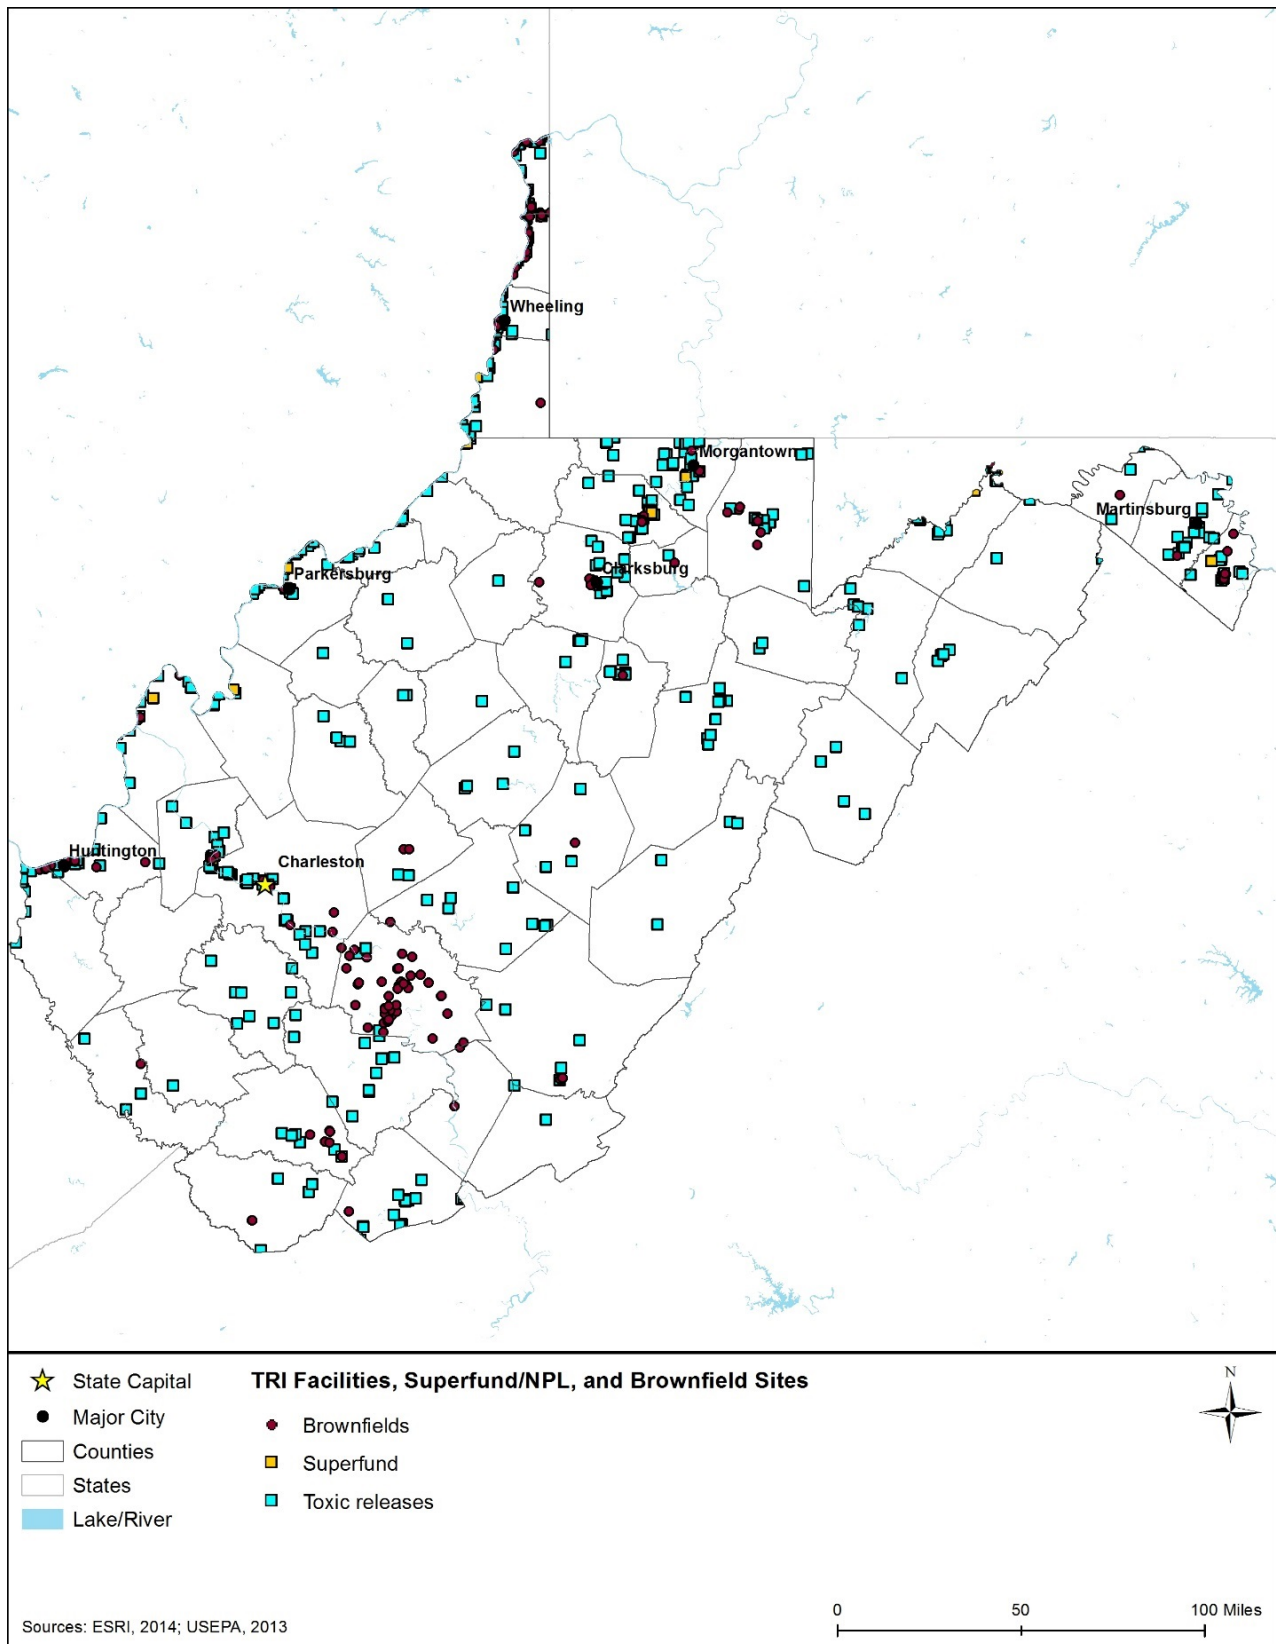 Wheeling
Morgantown
Martinsburg
Clarksburg
Parkersburg
Huntington
Charleston
State Capital
Major City
Counties
States
Lake/River
TRI Facilities, Superfund/NPL, and Brownfield Sites
Brownfields
Superfund
Toxic releases
N
0 50 100 Miles
Sources: ESRI, 2014; USEPA, 2013